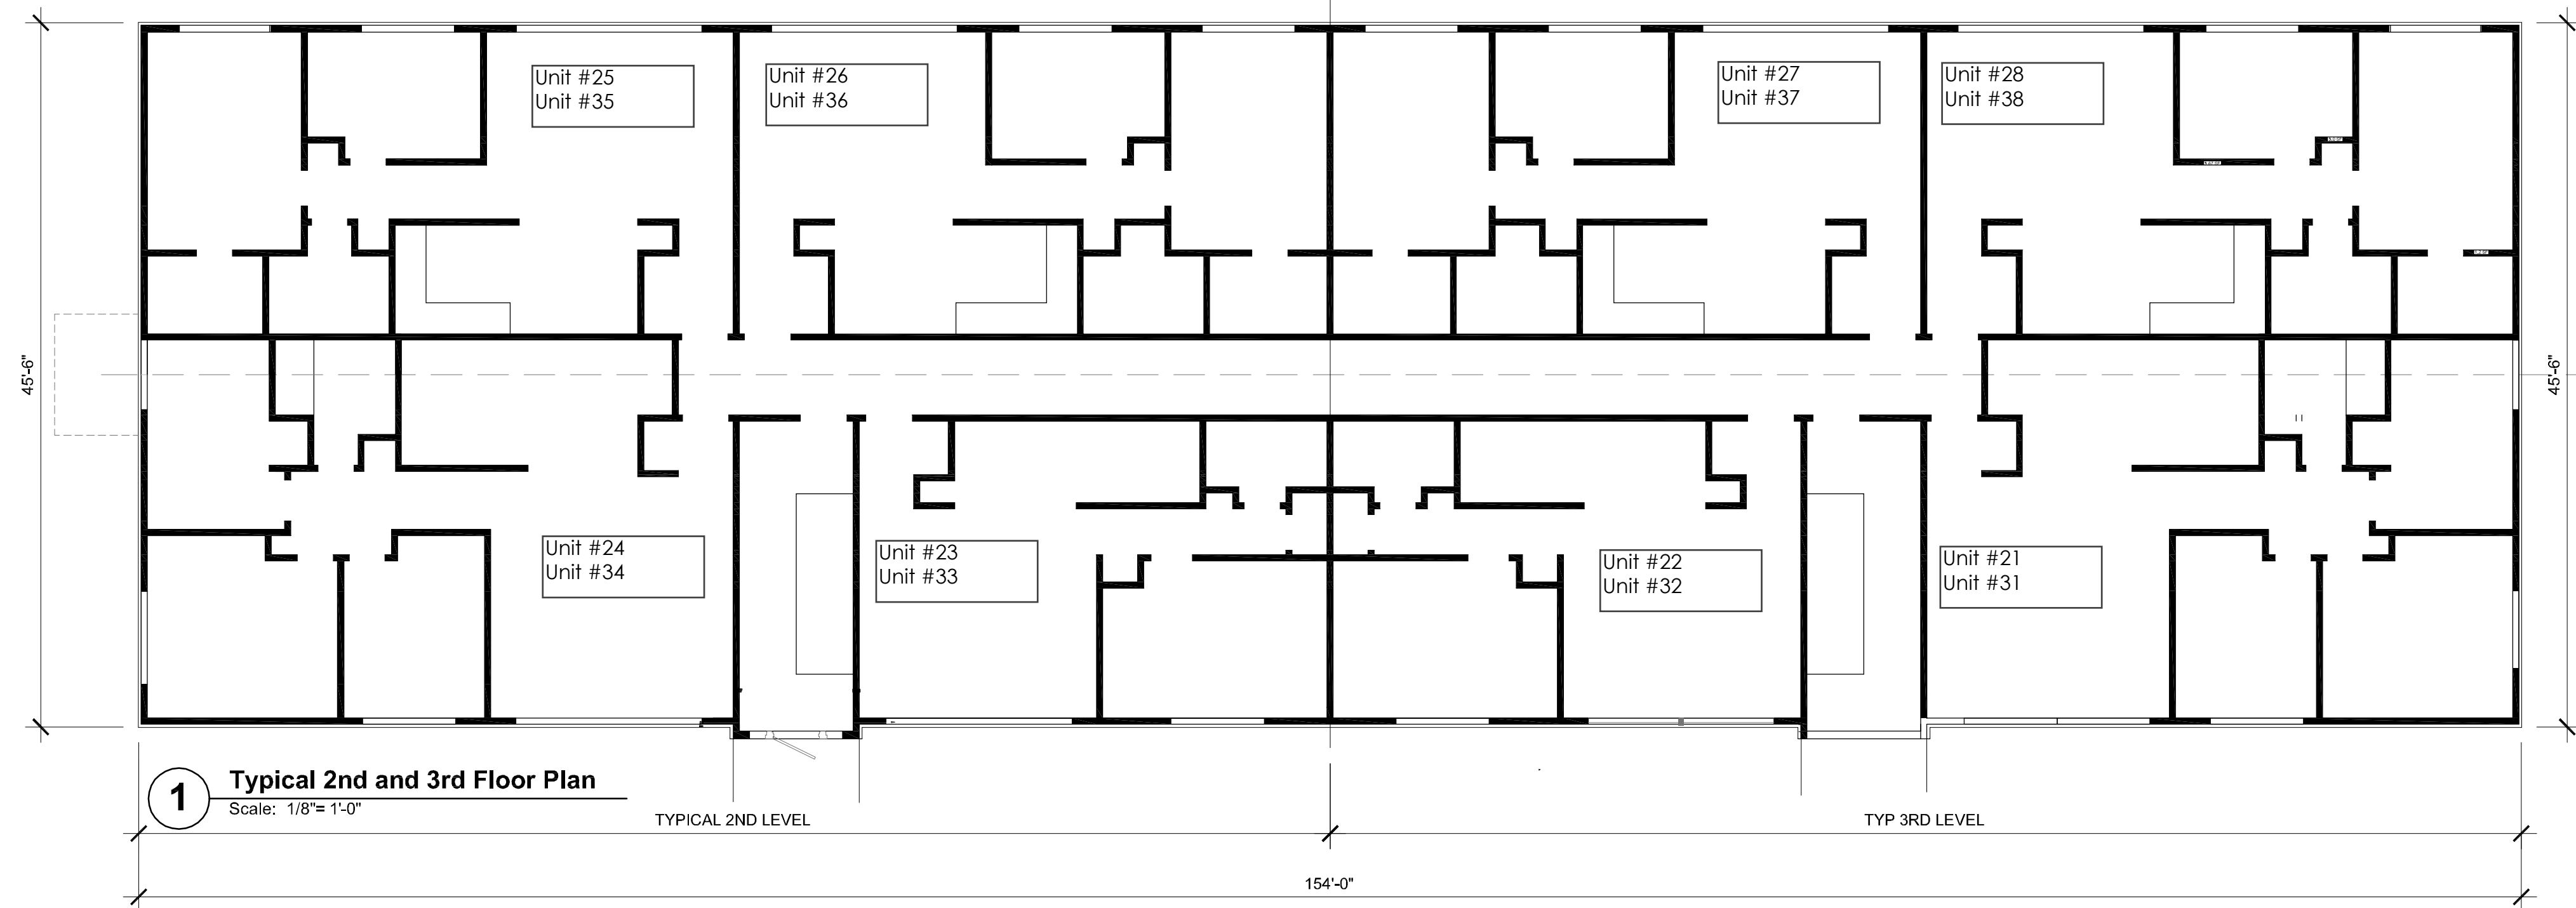 45'-6"
45'-6"
Unit #25
Unit #35
Unit #26
Unit #36
Unit #27
Unit #37
Unit #28
Unit #38
Unit #24
Unit #34
Unit #23
Unit #33
Unit #22
Unit #32
Unit #21
Unit #31
1
Typical 2nd and 3rd Floor Plan
Scale: 1/8"= 1'-0"
TYPICAL 2ND LEVEL
TYP 3RD LEVEL
154'-0"